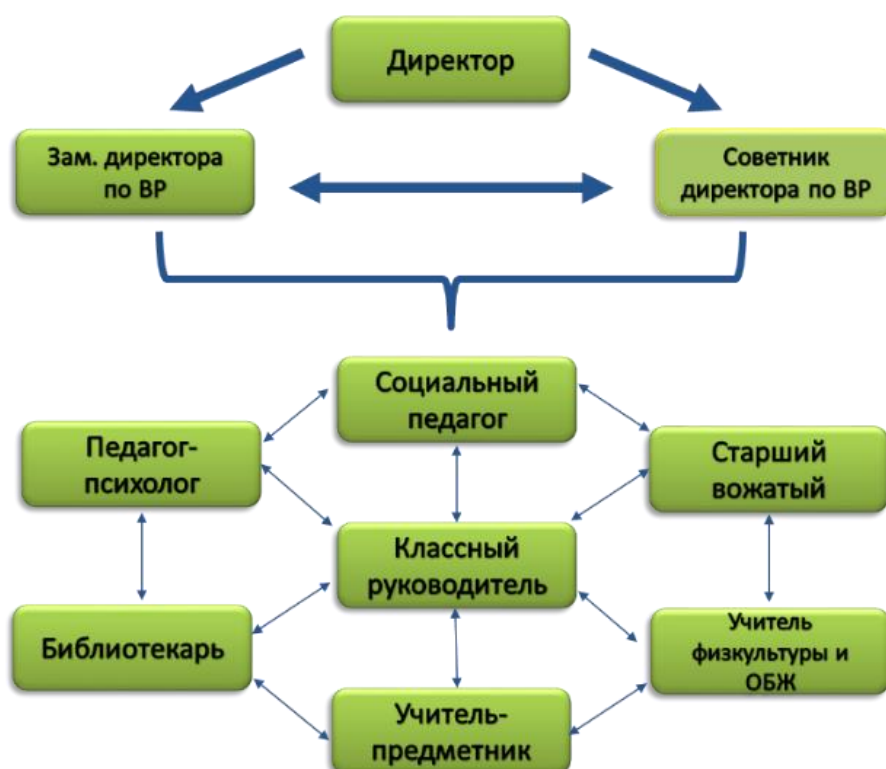 Директор
Зам. директора
по ВР
Советник
директора по ВР
Социальный
педагог
Педагог-
психолог
Старший
вожатый
Классный
руководитель
Библиотекарь
Учитель
физкультуры и
ОБЖ
Учитель-
предметник